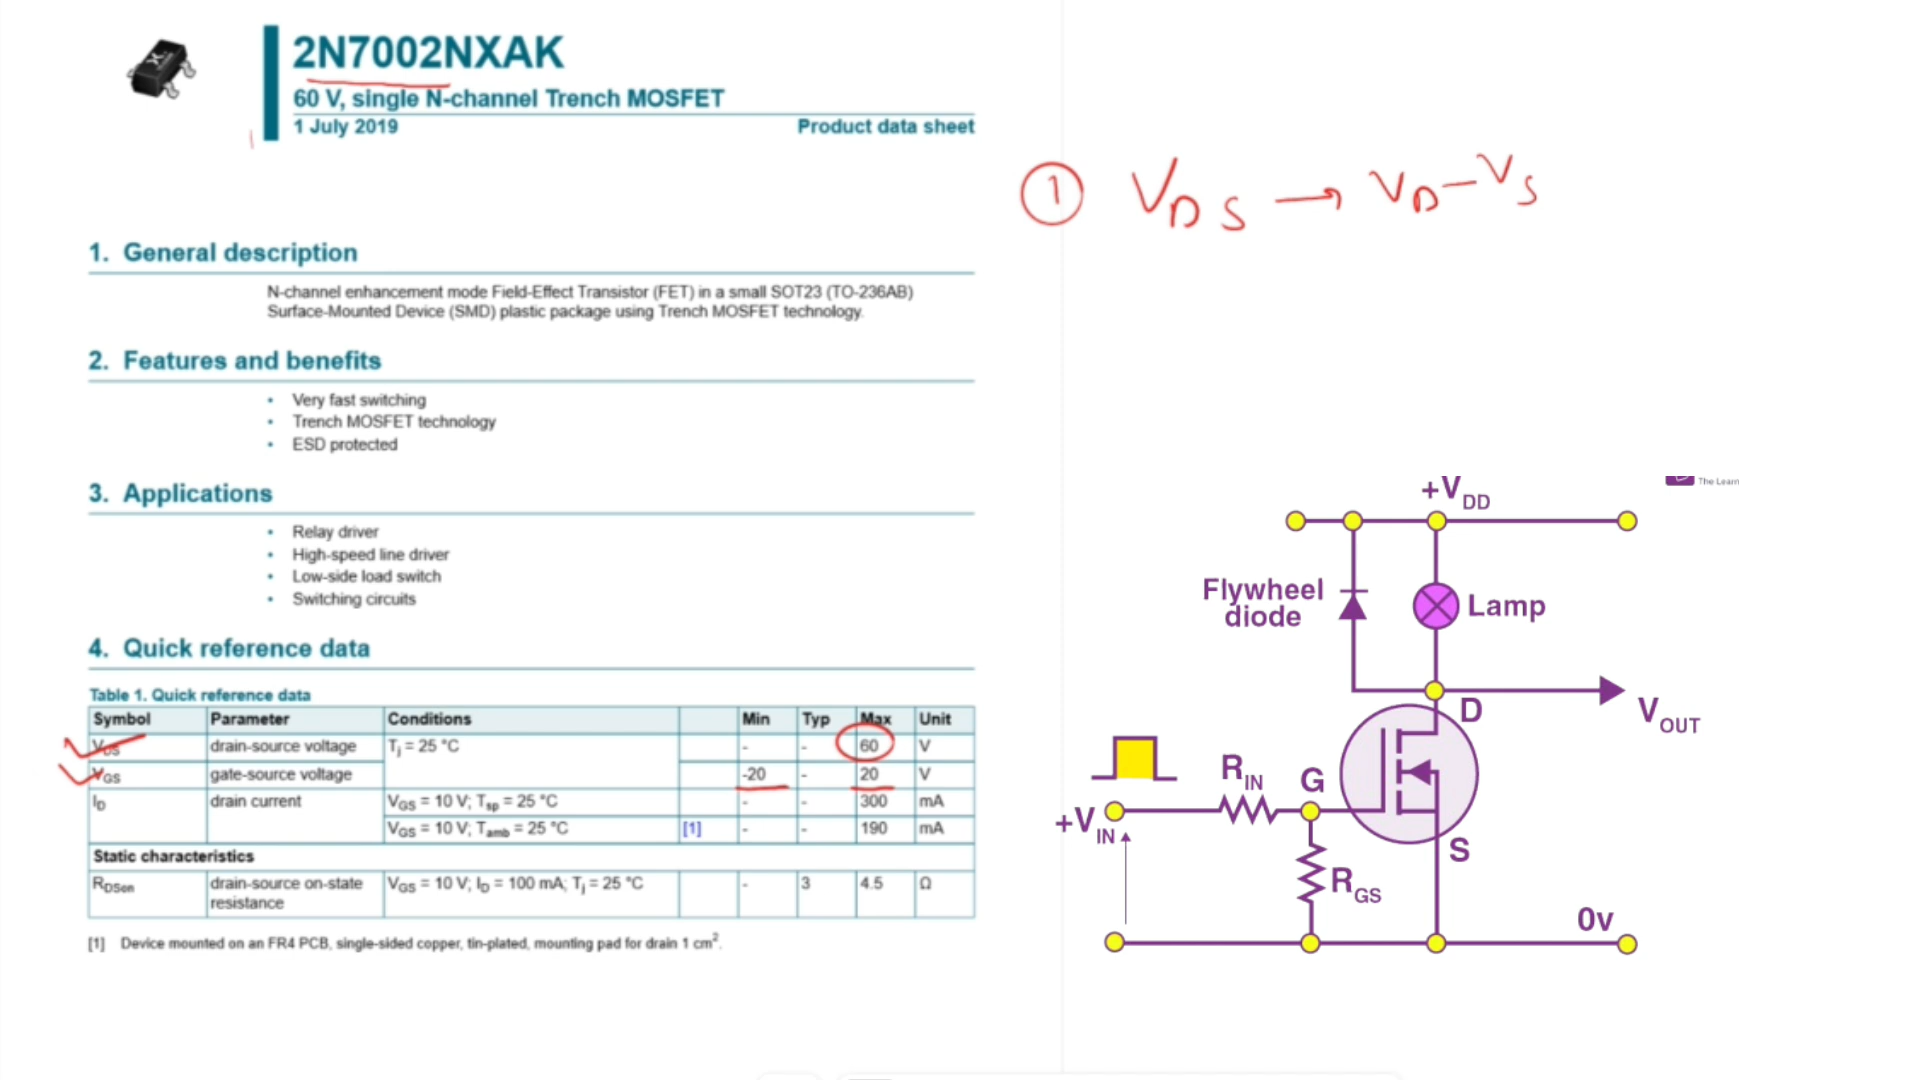 2N7002NXAK
60 V, single N-channel Trench MOSFET
1 July 2019 Product data sheet
① VDS → VD - VS
1. General description
N-channel enhancement mode Field-Effect Transistor (FET) in a small SOT23 (TO-236AB)
Surface-Mounted Device (SMD) plastic package using Trench MOSFET technology.
2. Features and benefits
• Very fast switching
• Trench MOSFET technology
• ESD protected
3. Applications
• Relay driver
• High-speed line driver
• Low-side load switch
• Switching circuits
4. Quick reference data
Table 1. Quick reference data
Symbol Parameter Conditions Min Typ Max Unit
VDS drain-source voltage Tj = 25 °C - - 60 V
VGS gate-source voltage -20 - 20 V
ID drain current VGS = 10 V; Tsp = 25 °C - - 300 mA
VGS = 10 V; Tamb = 25 °C [1] - - 190 mA
Static characteristics
RDSon drain-source on-state VGS = 10 V; ID = 100 mA; Tj = 25 °C - 3 4.5 Ω
resistance
[1] Device mounted on an FR4 PCB, single-sided copper, tin-plated, mounting pad for drain 1 cm².
The Learn
+VDD
Flywheel
diode
Lamp
D
VOUT
RIN
G
+VIN
S
RGS
0v